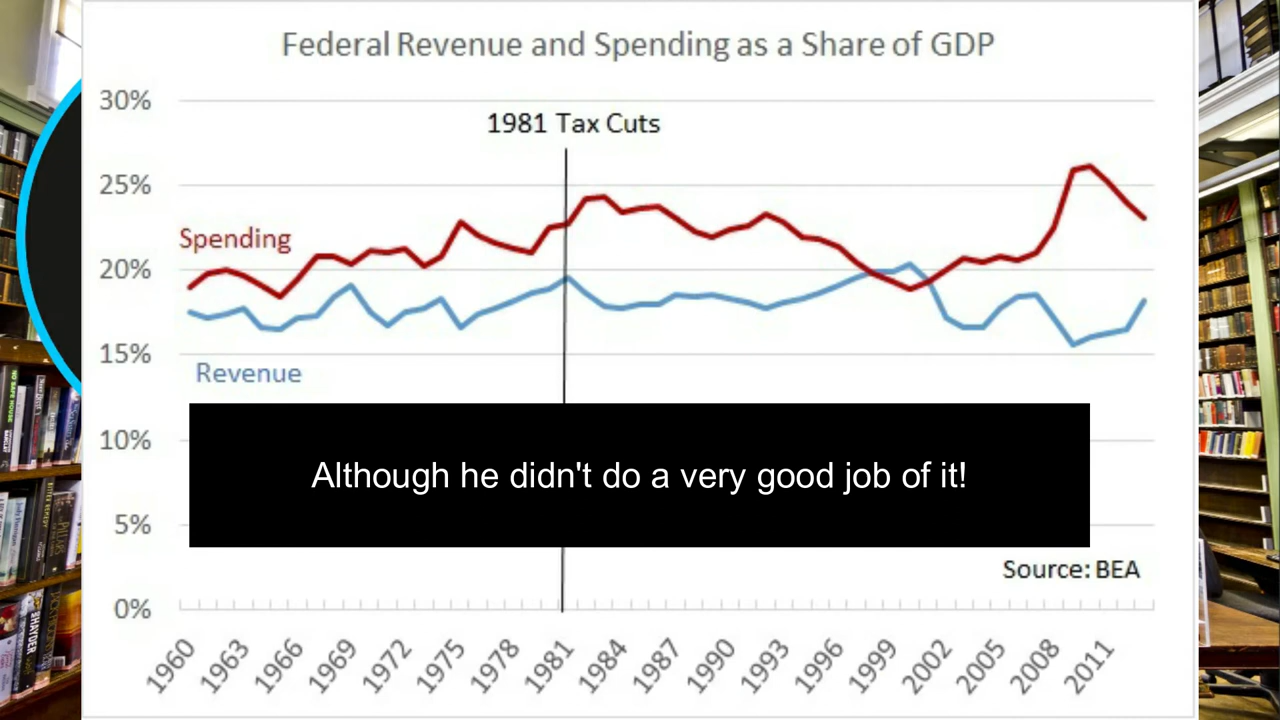 Federal Revenue and Spending as a Share of GDP
30%
1981 Tax Cuts
25%
Spending
20%
15%
Revenue
10%
Although he didn't do a very good job of it!
5%
Source: BEA
0%
1960 1963 1966 1969 1972 1975 1978 1981 1984 1987 1990 1993 1996 1999 2002 2005 2008 2011